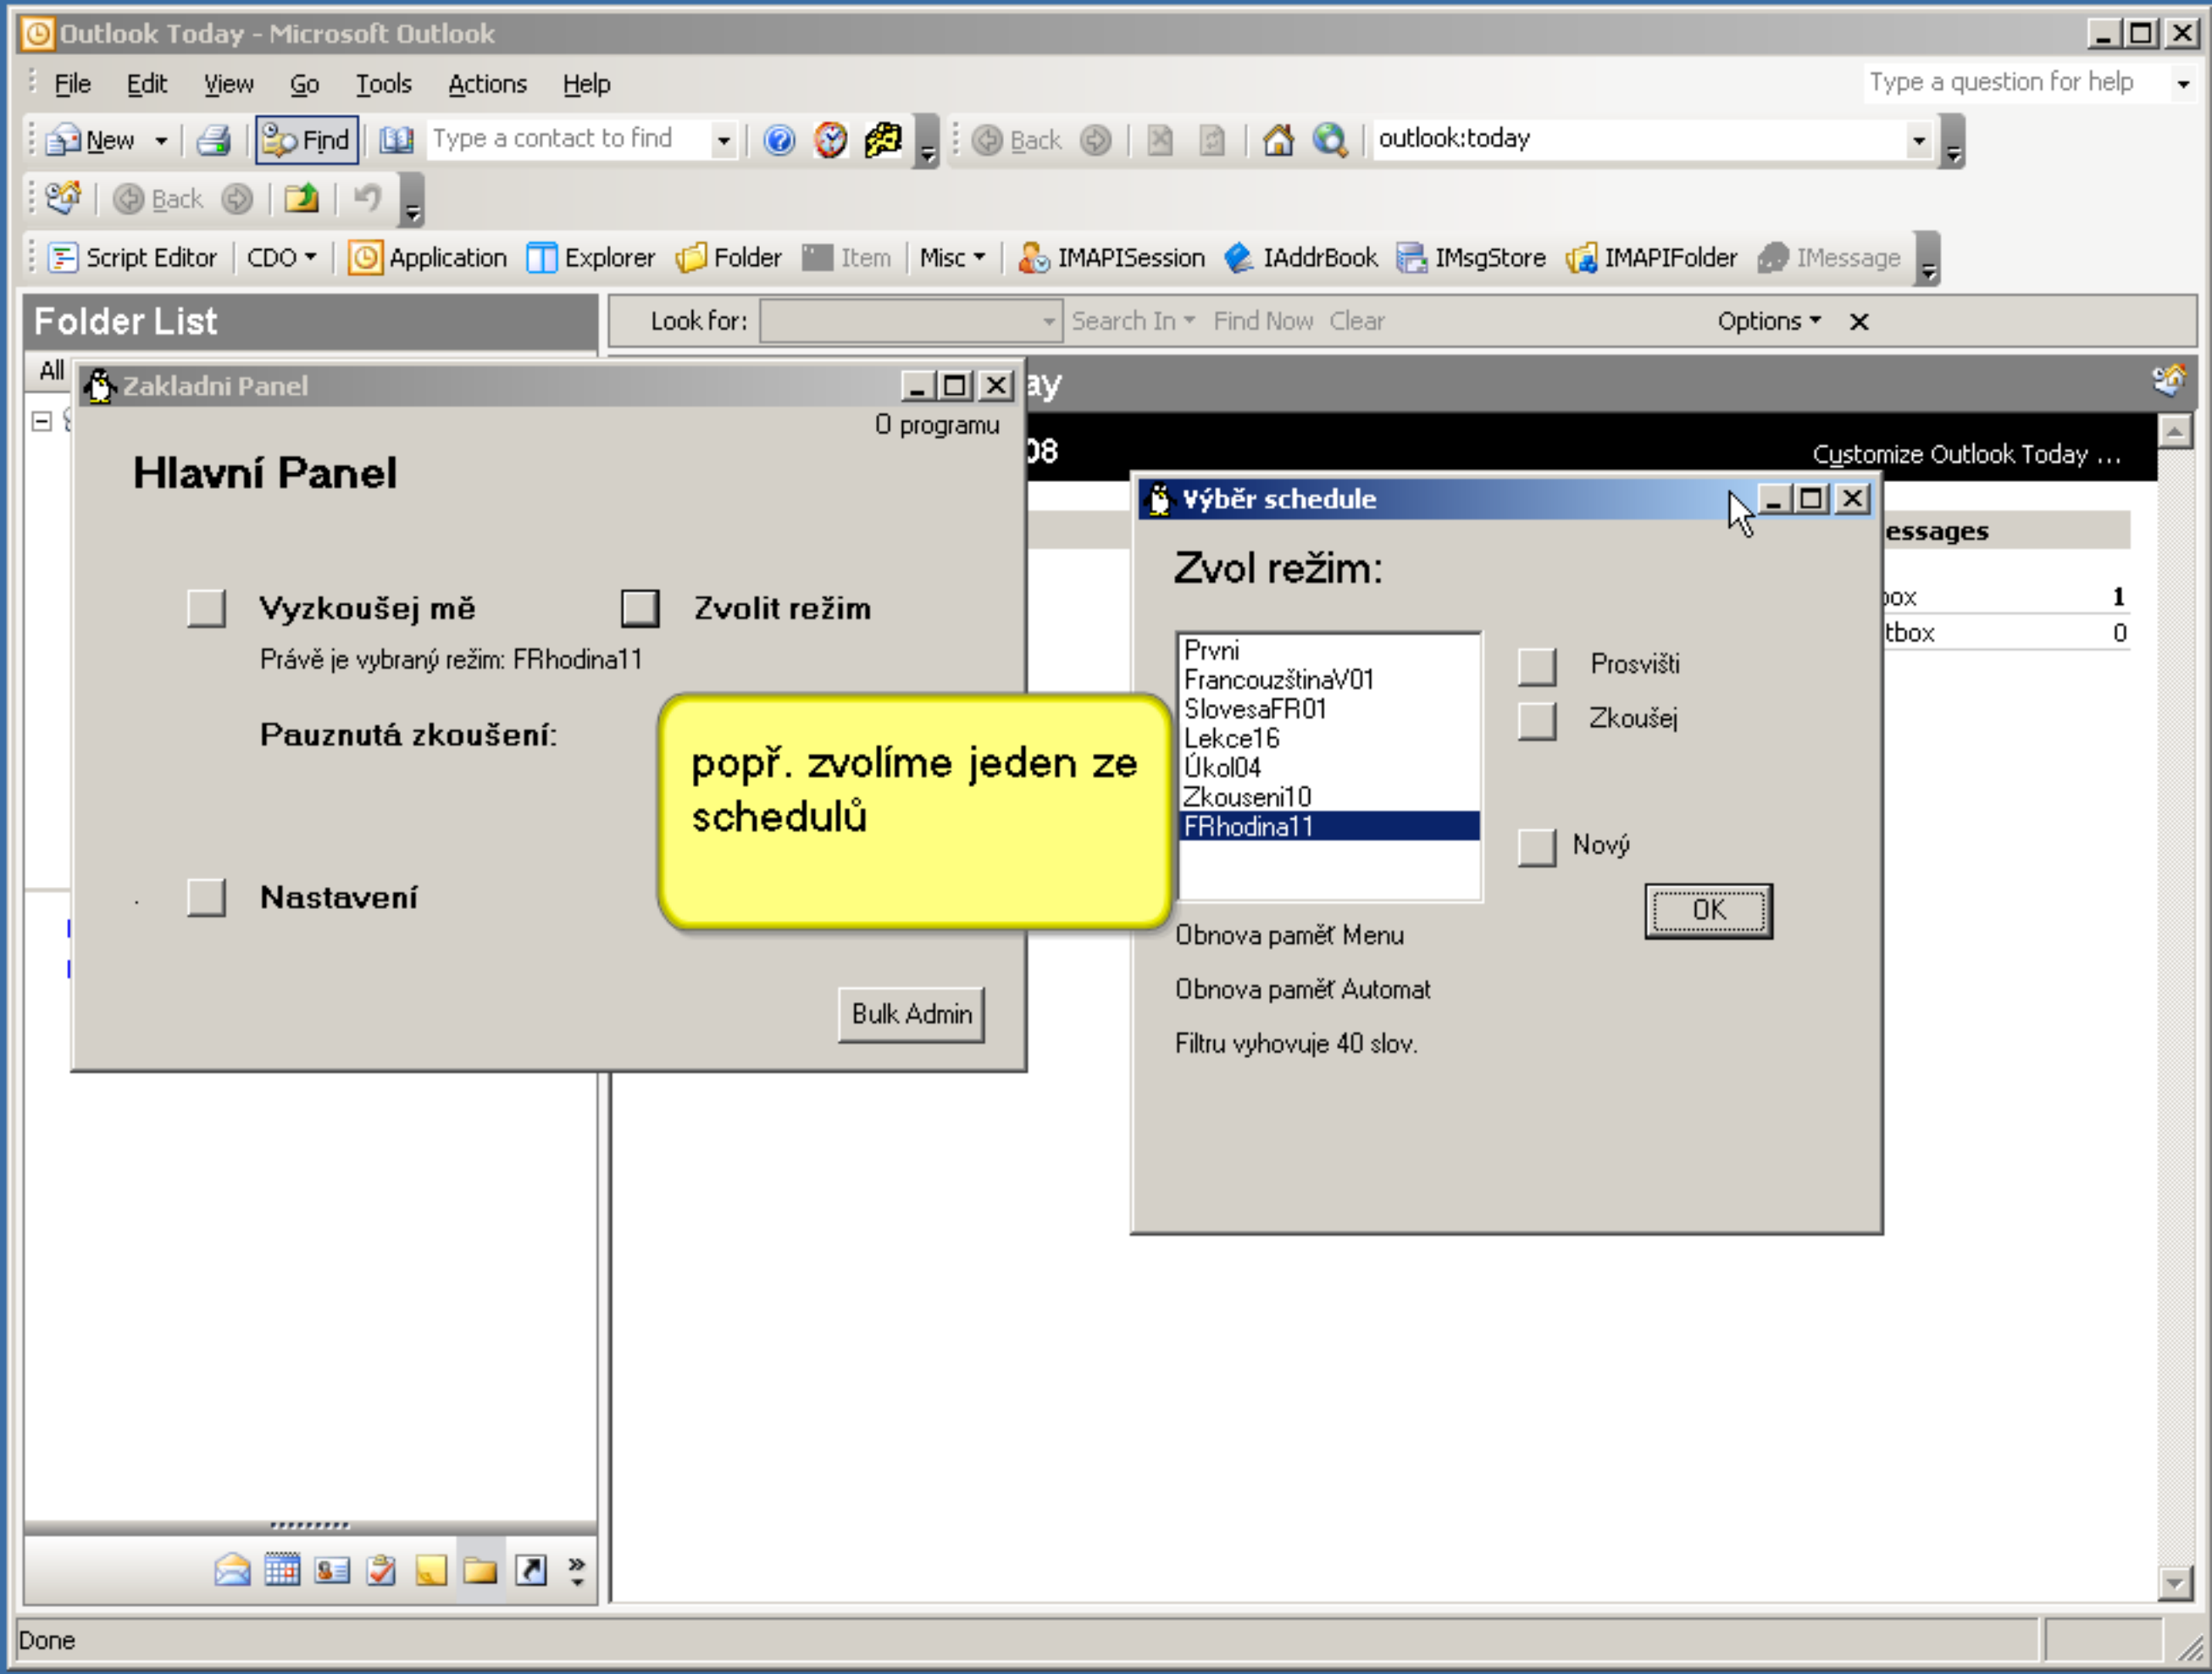 Outlook Today - Microsoft Outlook
File Edit View Go Tools Actions Help Type a question for help
New Find Type a contact to find Back outlook:today
Back
Script Editor CDO Application Explorer Folder Item Misc IMAPISession IAddrBook IMsgStore IMAPIFolder IMessage
Folder List
Look for: Search In Find Now Clear Options
All
ay
08
Customize Outlook Today ...
essages
box 1
tbox 0
Zakladni Panel
O programu
Hlavní Panel
Vyzkoušej mě
Zvolit režim
Právě je vybraný režim: FRhodina11
Pauznutá zkoušení:
Nastavení
Bulk Admin
popř. zvolíme jeden ze
schedulů
Výběr schedule
Zvol režim:
Prvni
FrancouzštinaV01
SlovesaFR01
Lekce16
Úkol04
Zkouseni10
FRhodina11
Prosvišti
Zkoušej
Nový
OK
Obnova paměť Menu
Obnova paměť Automat
Filtru vyhovuje 40 slov.
Done